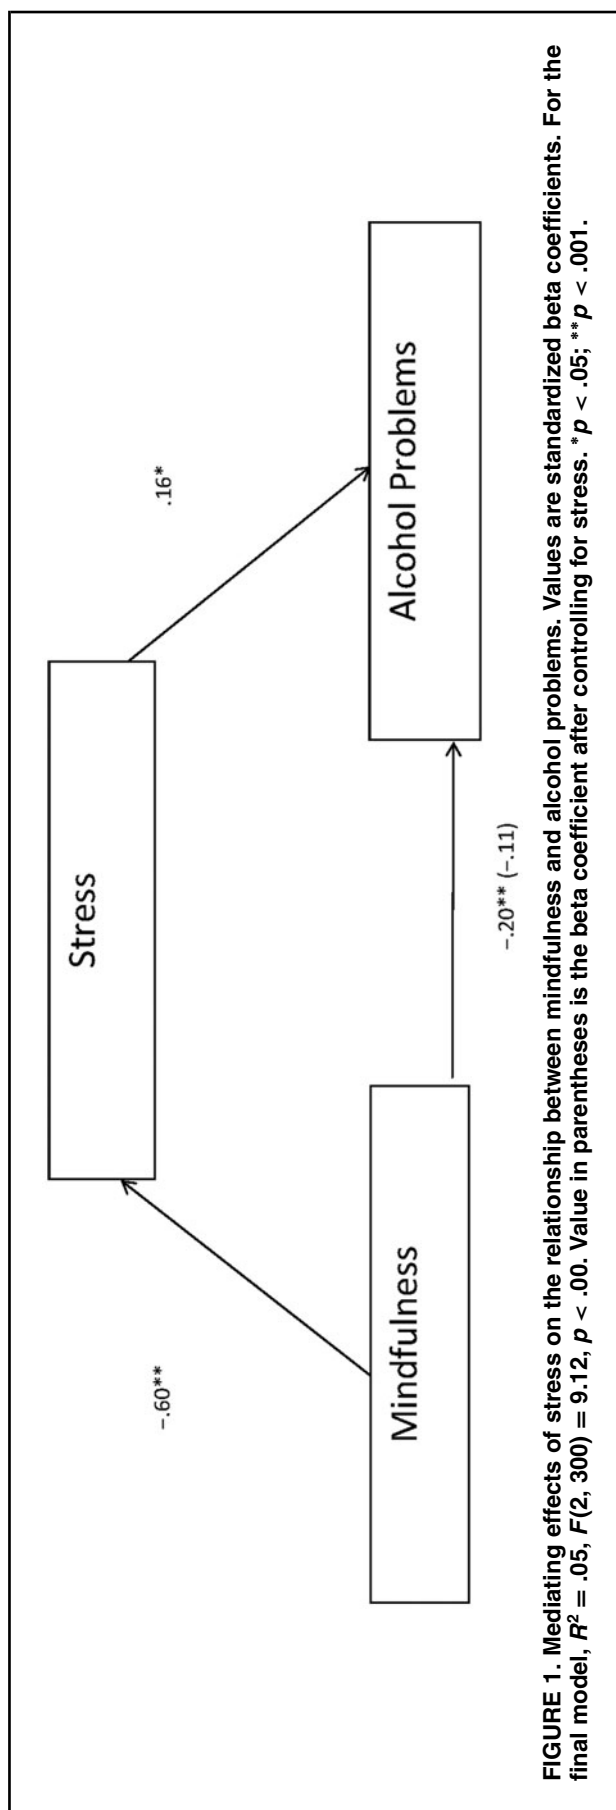 Stress
−.60**
.16*
Mindfulness
Alcohol Problems
−.20** (−.11)
FIGURE 1. Mediating effects of stress on the relationship between mindfulness and alcohol problems. Values are standardized beta coefficients. For the
final model, R² = .05, F(2, 300) = 9.12, p < .00. Value in parentheses is the beta coefficient after controlling for stress. *p < .05; **p < .001.